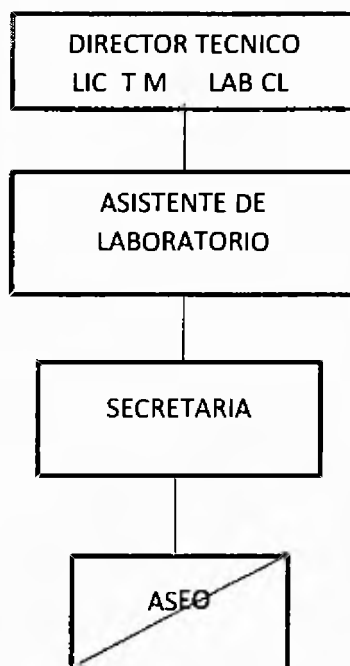 DIRECTOR TECNICO
LIC T M LAB CL
ASISTENTE DE
LABORATORIO
SECRETARIA
ASEO